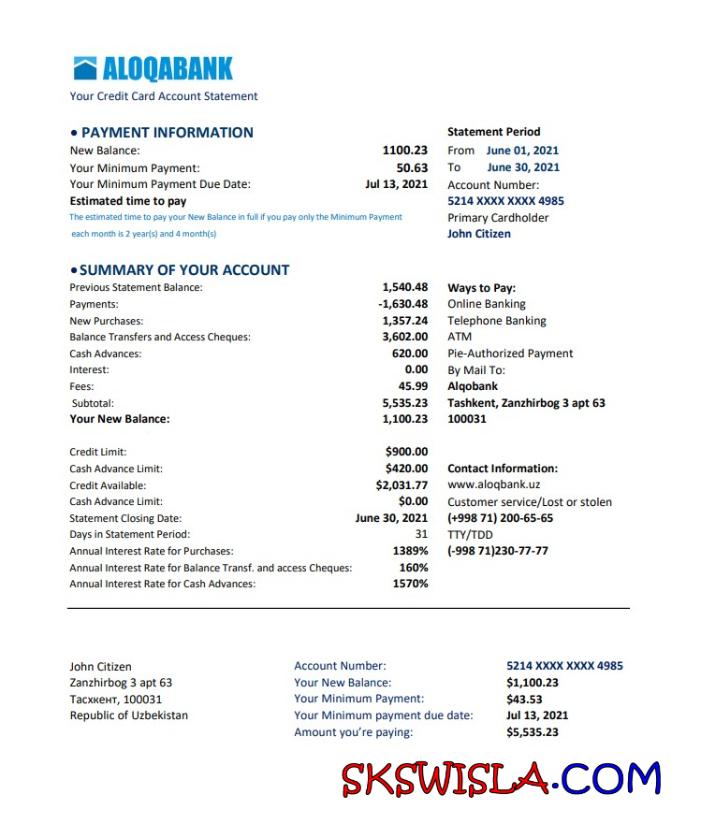 ALOQABANK
Your Credit Card Account Statement
• PAYMENT INFORMATION
New Balance: 1100.23
Your Minimum Payment: 50.63
Your Minimum Payment Due Date: Jul 13, 2021
Estimated time to pay
The estimated time to pay your New Balance in full if you pay only the Minimum Payment
each month is 2 year(s) and 4 month(s)
Statement Period
From June 01, 2021
To June 30, 2021
Account Number:
5214 XXXX XXXX 4985
Primary Cardholder
John Citizen
• SUMMARY OF YOUR ACCOUNT
Previous Statement Balance: 1,540.48
Payments: -1,630.48
New Purchases: 1,357.24
Balance Transfers and Access Cheques: 3,602.00
Cash Advances: 620.00
Interest: 0.00
Fees: 45.99
Subtotal: 5,535.23
Your New Balance: 1,100.23
Ways to Pay:
Online Banking
Telephone Banking
ATM
Pie-Authorized Payment
By Mail To:
Alqobank
Tashkent, Zanzhirbog 3 apt 63
100031
Credit Limit: $900.00
Cash Advance Limit: $420.00
Credit Available: $2,031.77
Cash Advance Limit: $0.00
Statement Closing Date: June 30, 2021
Days in Statement Period: 31
Annual Interest Rate for Purchases: 1389%
Annual Interest Rate for Balance Transf. and access Cheques: 160%
Annual Interest Rate for Cash Advances: 1570%
Contact Information:
www.aloqbank.uz
Customer service/Lost or stolen
(+998 71) 200-65-65
TTY/TDD
(-998 71)230-77-77
John Citizen
Zanzhirbog 3 apt 63
Тасхкент, 100031
Republic of Uzbekistan
Account Number: 5214 XXXX XXXX 4985
Your New Balance: $1,100.23
Your Minimum Payment: $43.53
Your Minimum payment due date: Jul 13, 2021
Amount you're paying: $5,535.23
SKSWISLA.COM